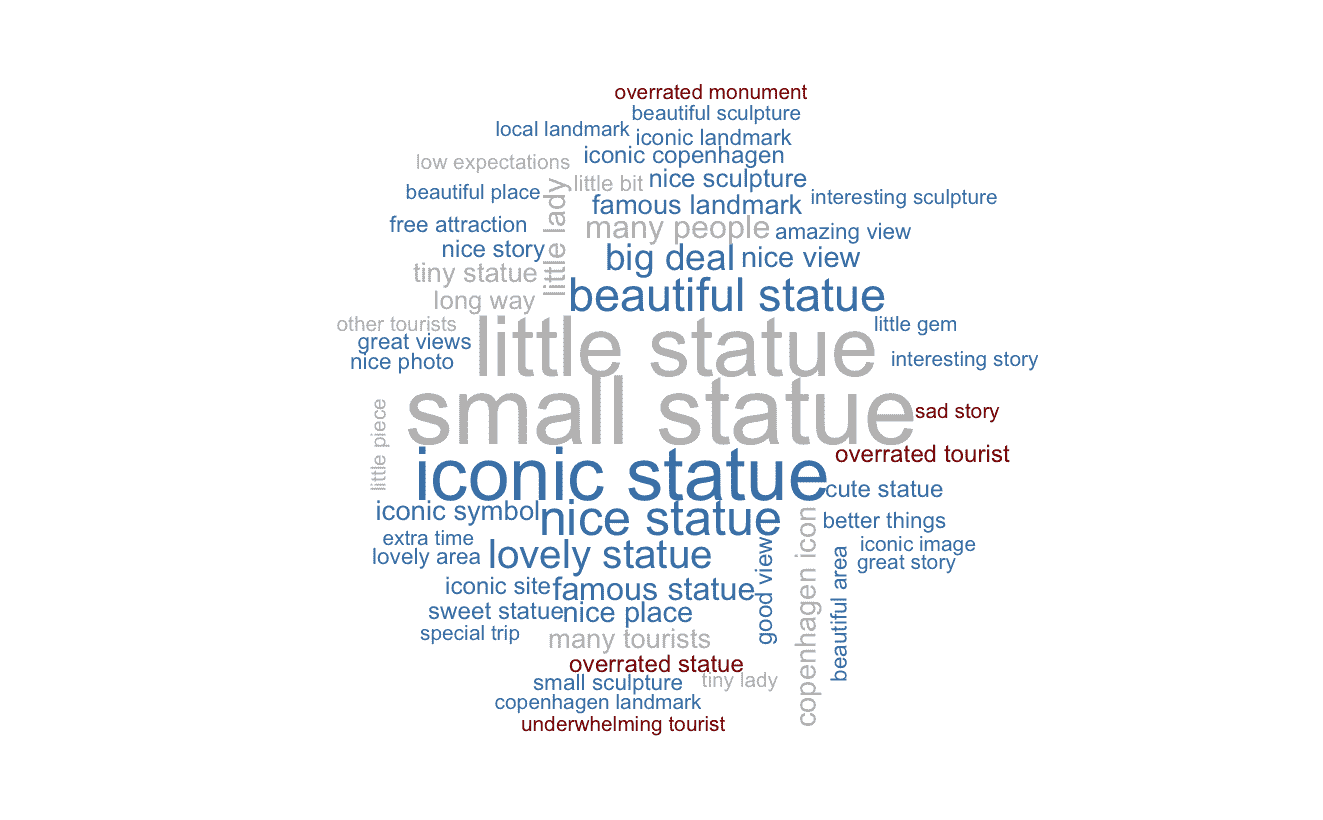 overrated monument
beautiful sculpture
local landmark
iconic landmark
iconic copenhagen
low expectations
little bit
nice sculpture
beautiful place
little lady
interesting sculpture
famous landmark
free attraction
many people
amazing view
nice story
big deal
nice view
tiny statue
beautiful statue
long way
other tourists
little statue
little gem
great views
nice photo
interesting story
small statue
sad story
little piece
overrated tourist
iconic statue
cute statue
iconic symbol
nice statue
better things
extra time
lovely area
lovely statue
good view
copenhagen icon
iconic image
beautiful area
great story
iconic site
famous statue
sweet statue
nice place
special trip
many tourists
overrated statue
small sculpture
tiny lady
copenhagen landmark
underwhelming tourist